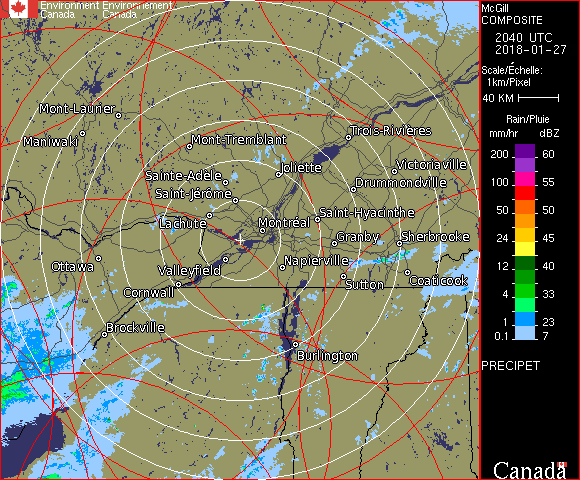 Environment Environnement
Canada Canada
Mont-Laurier
Maniwaki
Mont-Tremblant
Trois-Rivières
Joliette
Victoriaville
Sainte-Adèle
Drummondville
Saint-Jérôme
Lachute
Saint-Hyacinthe
Montréal
Granby
Sherbrooke
Ottawa
Valleyfield
Napierville
Cornwall
Sutton
Coaticook
Brockville
Burlington
McGill
COMPOSITE
2040 UTC
2018-01-27
Scale/Échelle:
1km/Pixel
40 KM
Rain/Pluie
mm/hr dBZ
200 60
100 55
50 50
24 45
12 40
4 33
1 23
0.1 7
PRECIPET
Canada